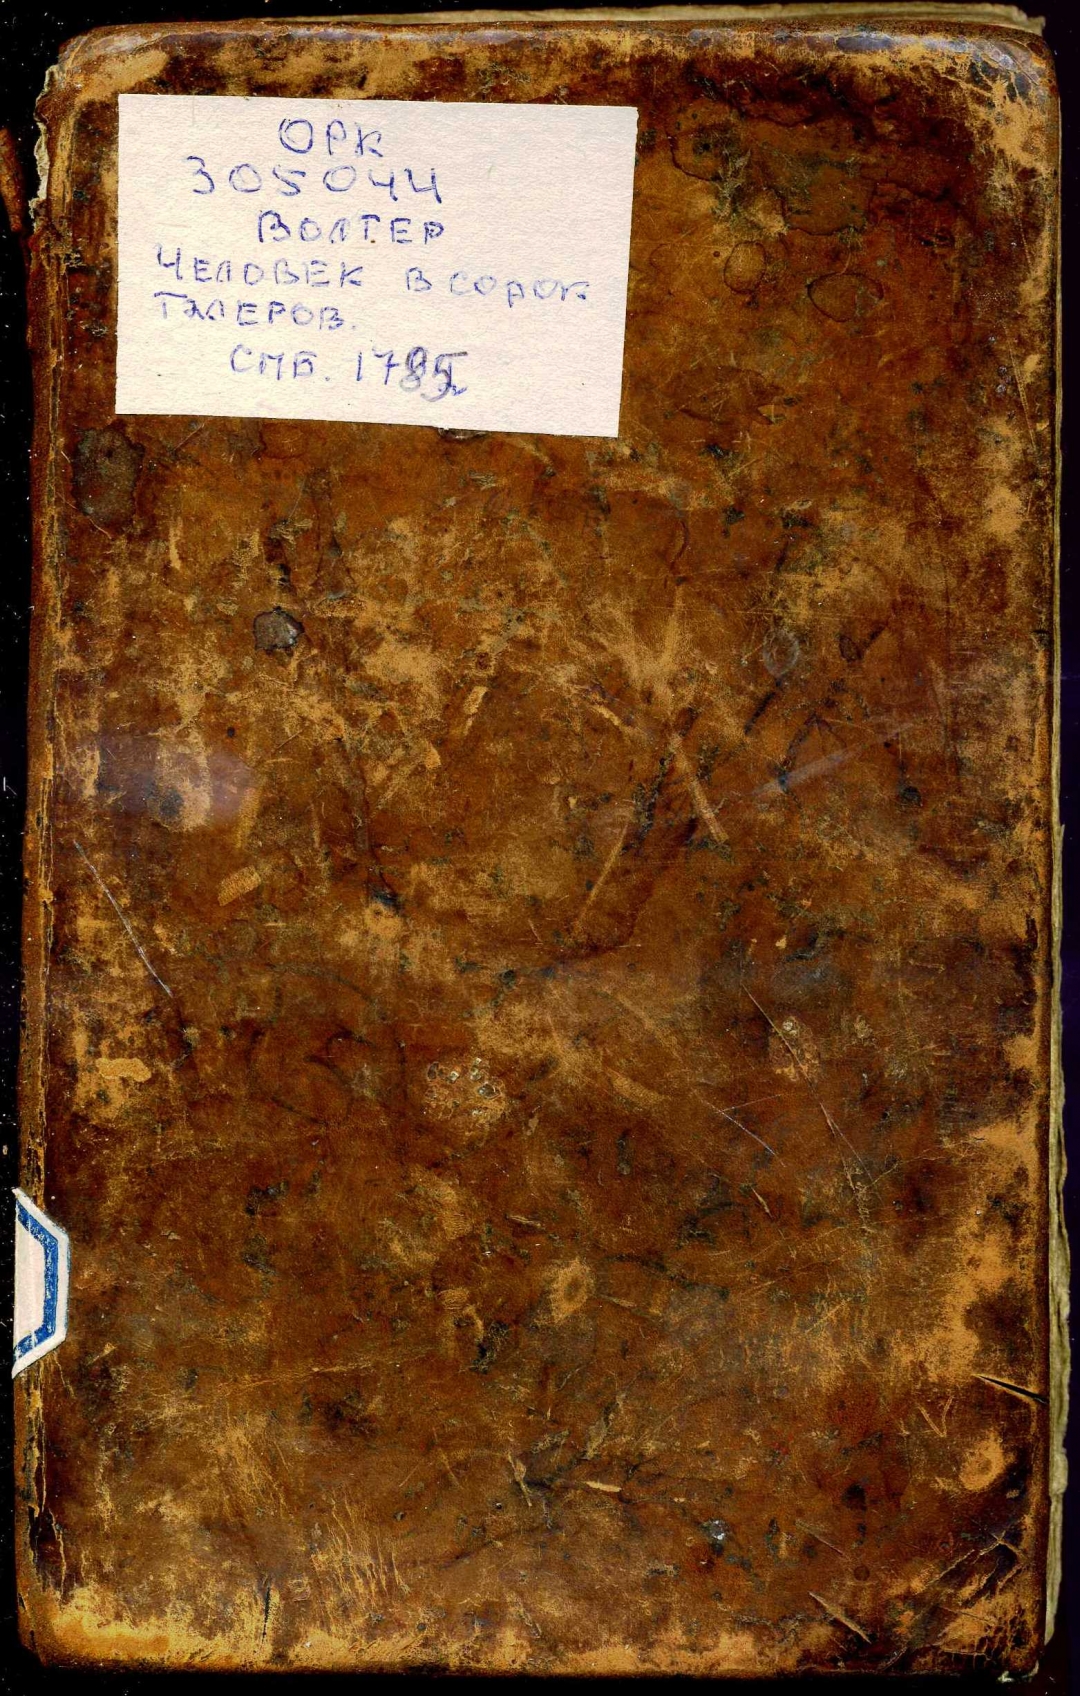 ОРК
305044
ВОЛТЕР
ЧЕЛОВЕК В СОРОК
ТАЛЕРОВ.
СПБ. 1785